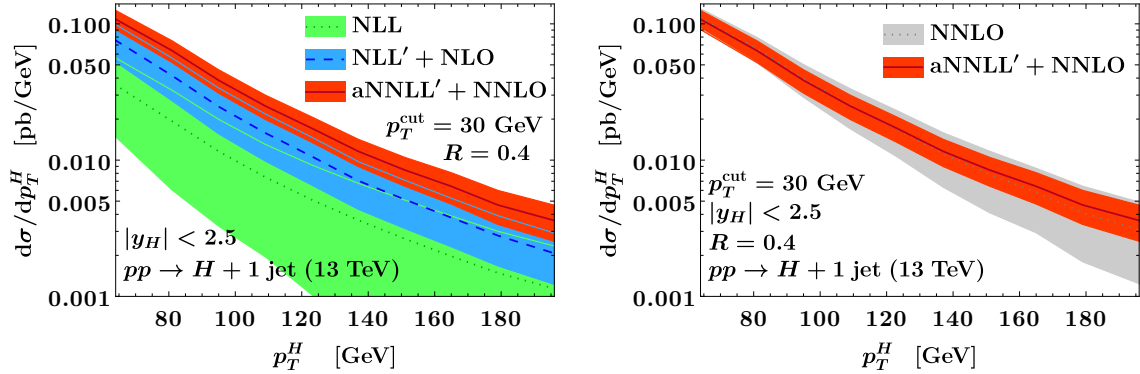 dσ/dp_T^H [pb/GeV]
0.100
0.050
0.010
0.005
0.001
NLL
NLL′ + NLO
aNNLL′ + NNLO
p_T^cut = 30 GeV
R = 0.4
|y_H| < 2.5
pp → H + 1 jet (13 TeV)
80 100 120 140 160 180
p_T^H [GeV]
dσ/dp_T^H [pb/GeV]
0.100
0.050
0.010
0.005
0.001
NNLO
aNNLL′ + NNLO
p_T^cut = 30 GeV
|y_H| < 2.5
R = 0.4
pp → H + 1 jet (13 TeV)
80 100 120 140 160 180
p_T^H [GeV]